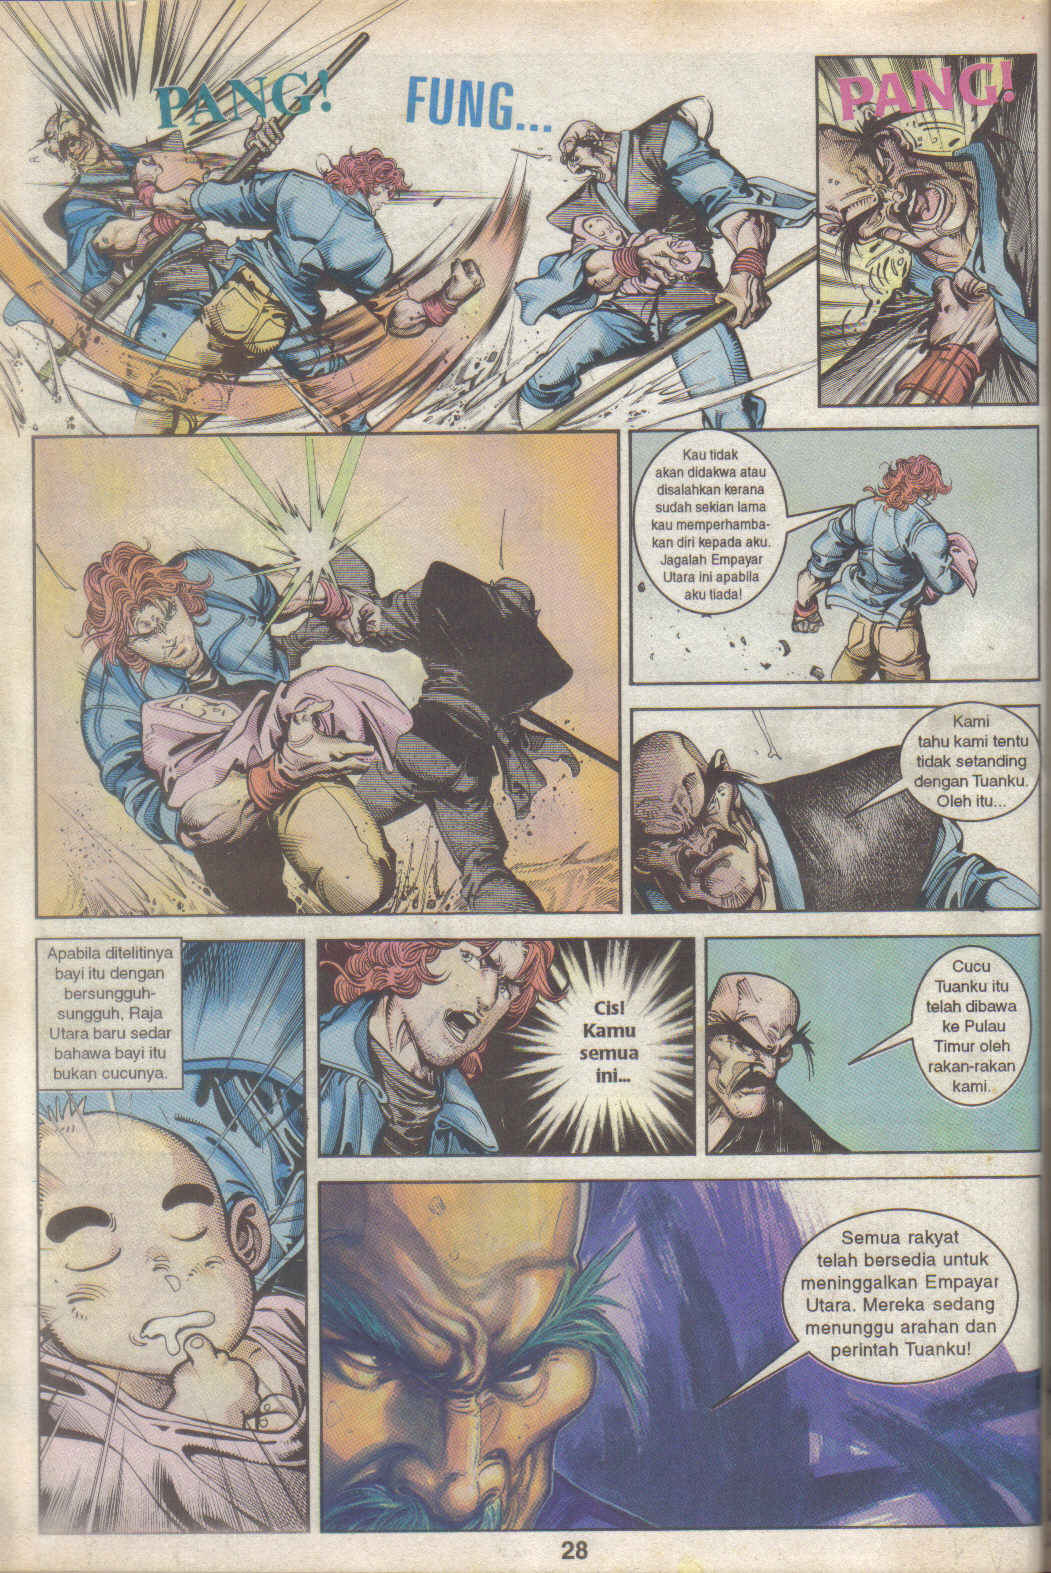 PANG!
FUNG...
PANG!
Kau tidak
akan didakwa atau
disalahkan kerana
sudah sekian lama
kau memperhamba-
kan diri kepada aku.
Jagalah Empayar
Utara ini apabila
aku tiada!
Kami
tahu kami tentu
tidak setanding
dengan Tuanku.
Oleh itu...
Apabila ditelitinya
bayi itu dengan
bersungguh-
sungguh, Raja
Utara baru sedar
bahawa bayi itu
bukan cucunya.
Cis!
Kamu
semua
ini...
Cucu
Tuanku itu
telah dibawa
ke Pulau
Timur oleh
rakan-rakan
kami.
Semua rakyat
telah bersedia untuk
meninggalkan Empayar
Utara. Mereka sedang
menunggu arahan dan
perintah Tuanku!
28